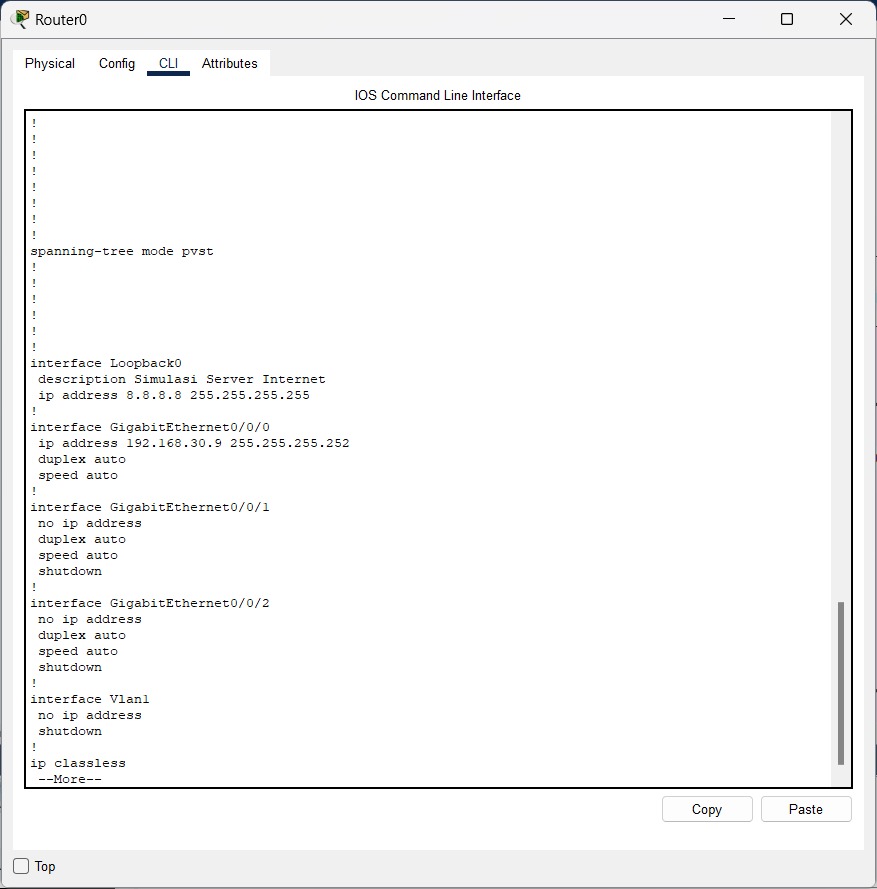 Router0
Physical Config CLI Attributes
IOS Command Line Interface
!
!
!
!
!
!
!
!
spanning-tree mode pvst
!
!
!
!
!
!
interface Loopback0
description Simulasi Server Internet
ip address 8.8.8.8 255.255.255.255
!
interface GigabitEthernet0/0/0
ip address 192.168.30.9 255.255.255.252
duplex auto
speed auto
!
interface GigabitEthernet0/0/1
no ip address
duplex auto
speed auto
shutdown
!
interface GigabitEthernet0/0/2
no ip address
duplex auto
speed auto
shutdown
!
interface Vlan1
no ip address
shutdown
!
ip classless
--More--
Copy Paste
Top